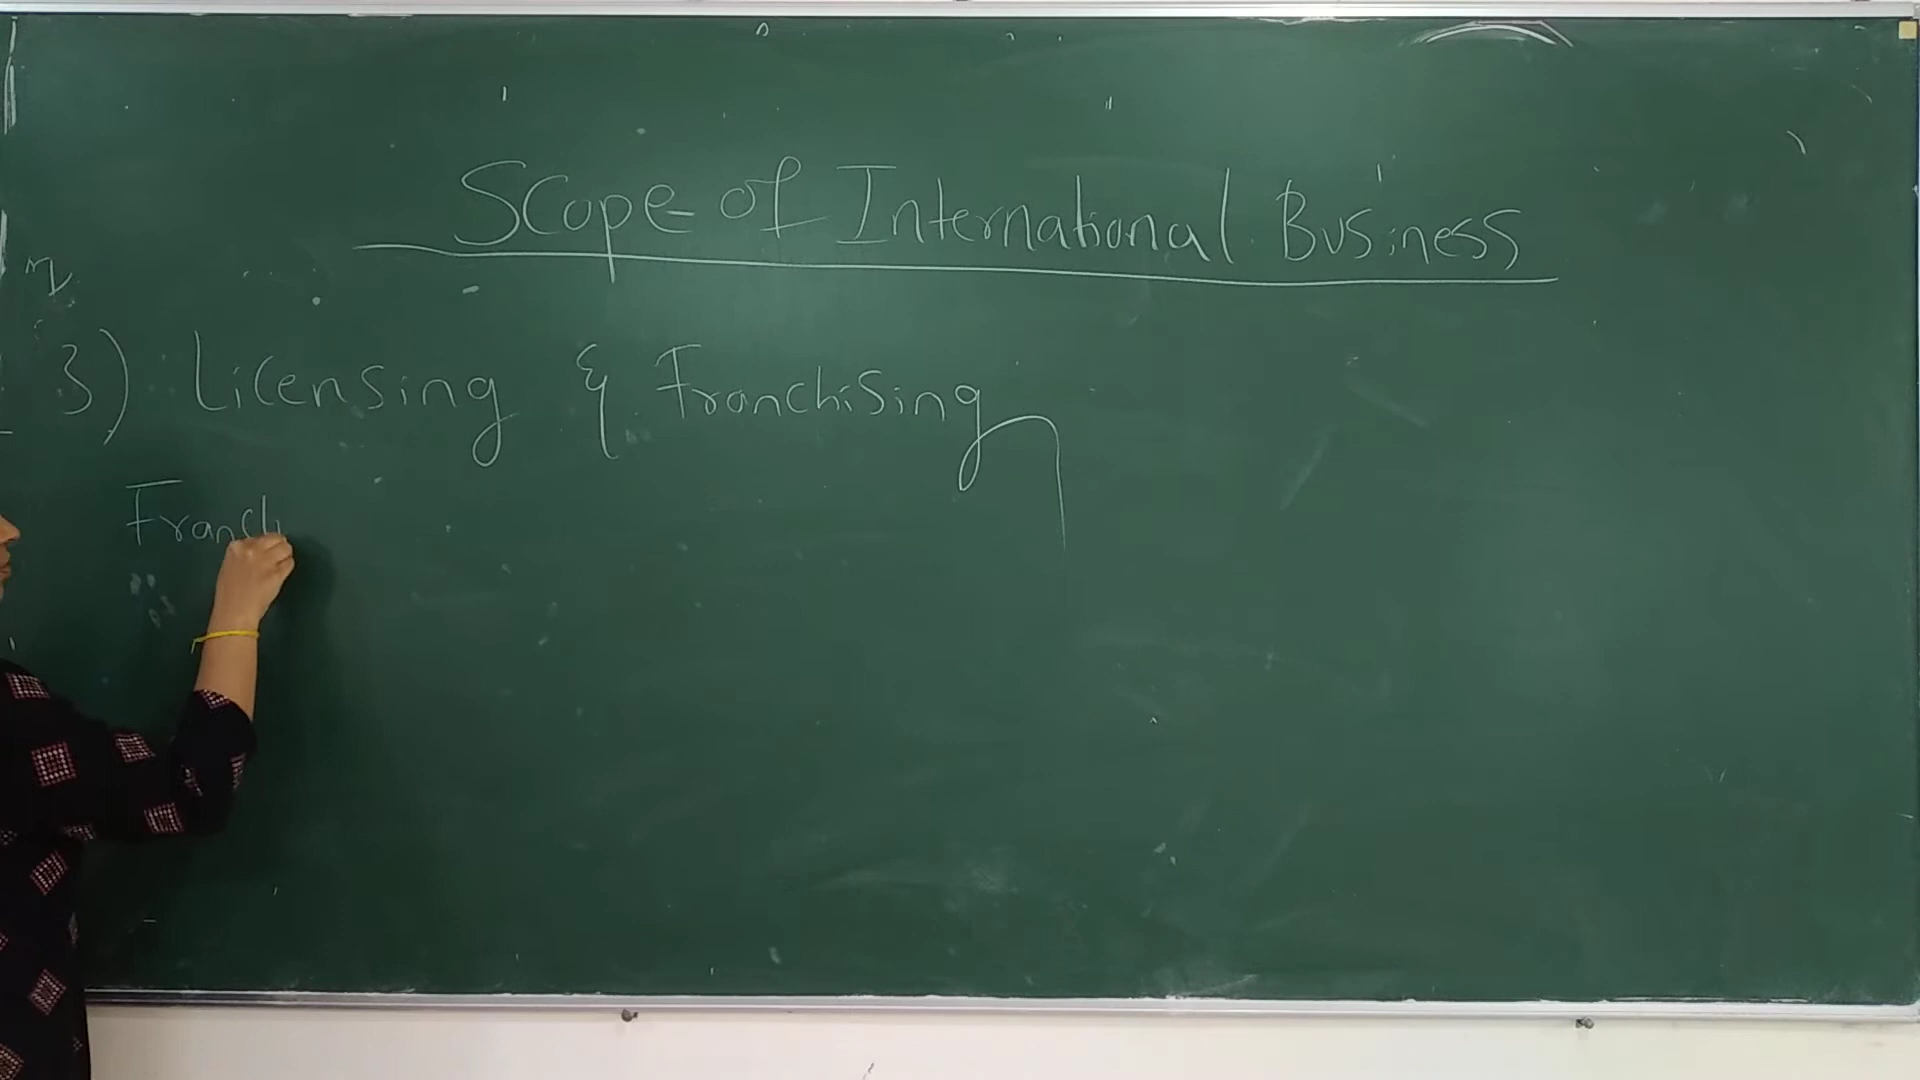 Scope of International Business
3) Licensing & Franchising
Franch